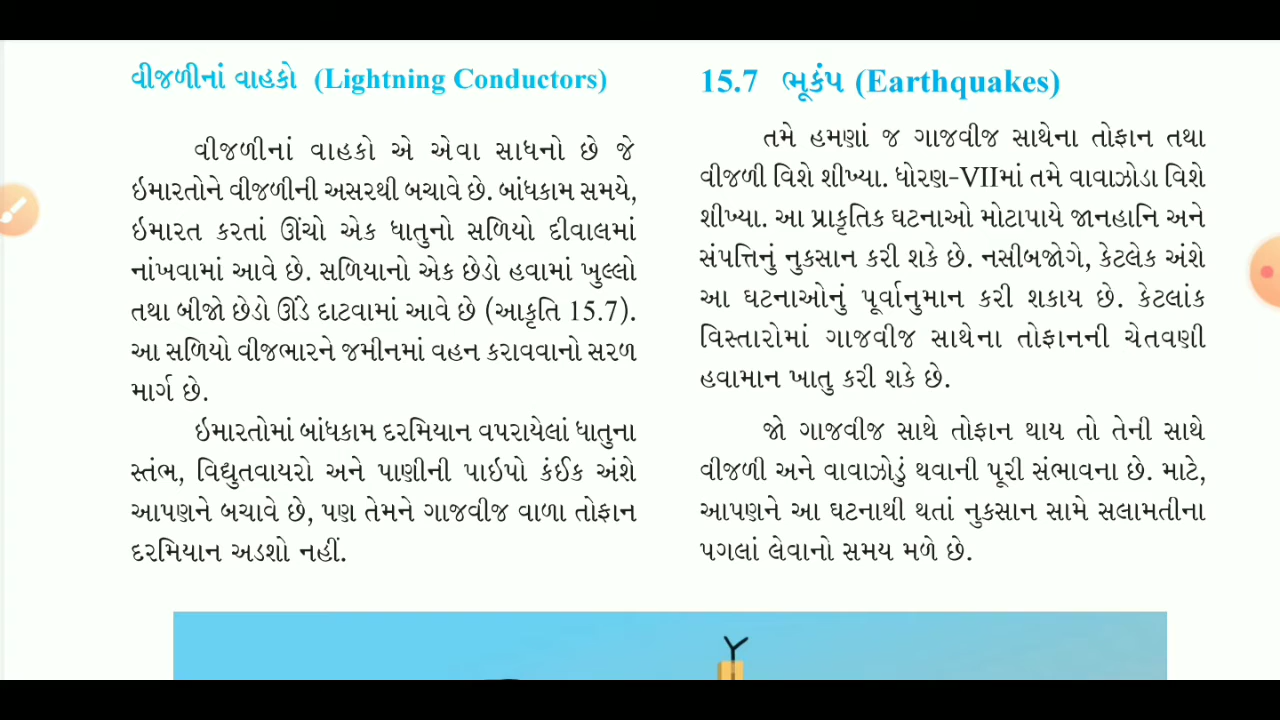 વીજળીનાં વાહકો (Lightning Conductors)
વીજળીનાં વાહકો એ એવા સાધનો છે જે
ઇમારતોને વીજળીની અસરથી બચાવે છે. બાંધકામ સમયે,
ઇમારત કરતાં ઊંચો એક ધાતુનો સળિયો દીવાલમાં
નાંખવામાં આવે છે. સળિયાનો એક છેડો હવામાં ખુલ્લો
તથા બીજો છેડો ઊંડે દાટવામાં આવે છે (આકૃતિ 15.7).
આ સળિયો વીજભારને જમીનમાં વહન કરાવવાનો સરળ
માર્ગ છે.
ઇમારતોમાં બાંધકામ દરમિયાન વપરાયેલાં ધાતુના
સ્તંભ, વિદ્યુતવાયરો અને પાણીની પાઇપો કંઈક અંશે
આપણને બચાવે છે, પણ તેમને ગાજવીજ વાળા તોફાન
દરમિયાન અડશો નહીં.
15.7 ભૂકંપ (Earthquakes)
તમે હમણાં જ ગાજવીજ સાથેના તોફાન તથા
વીજળી વિશે શીખ્યા. ધોરણ-VIIમાં તમે વાવાઝોડા વિશે
શીખ્યા. આ પ્રાકૃતિક ઘટનાઓ મોટાપાયે જાનહાનિ અને
સંપત્તિનું નુકસાન કરી શકે છે. નસીબજોગે, કેટલેક અંશે
આ ઘટનાઓનું પૂર્વાનુમાન કરી શકાય છે. કેટલાંક
વિસ્તારોમાં ગાજવીજ સાથેના તોફાનની ચેતવણી
હવામાન ખાતુ કરી શકે છે.
જો ગાજવીજ સાથે તોફાન થાય તો તેની સાથે
વીજળી અને વાવાઝોડું થવાની પૂરી સંભાવના છે. માટે,
આપણને આ ઘટનાથી થતાં નુકસાન સામે સલામતીના
પગલાં લેવાનો સમય મળે છે.